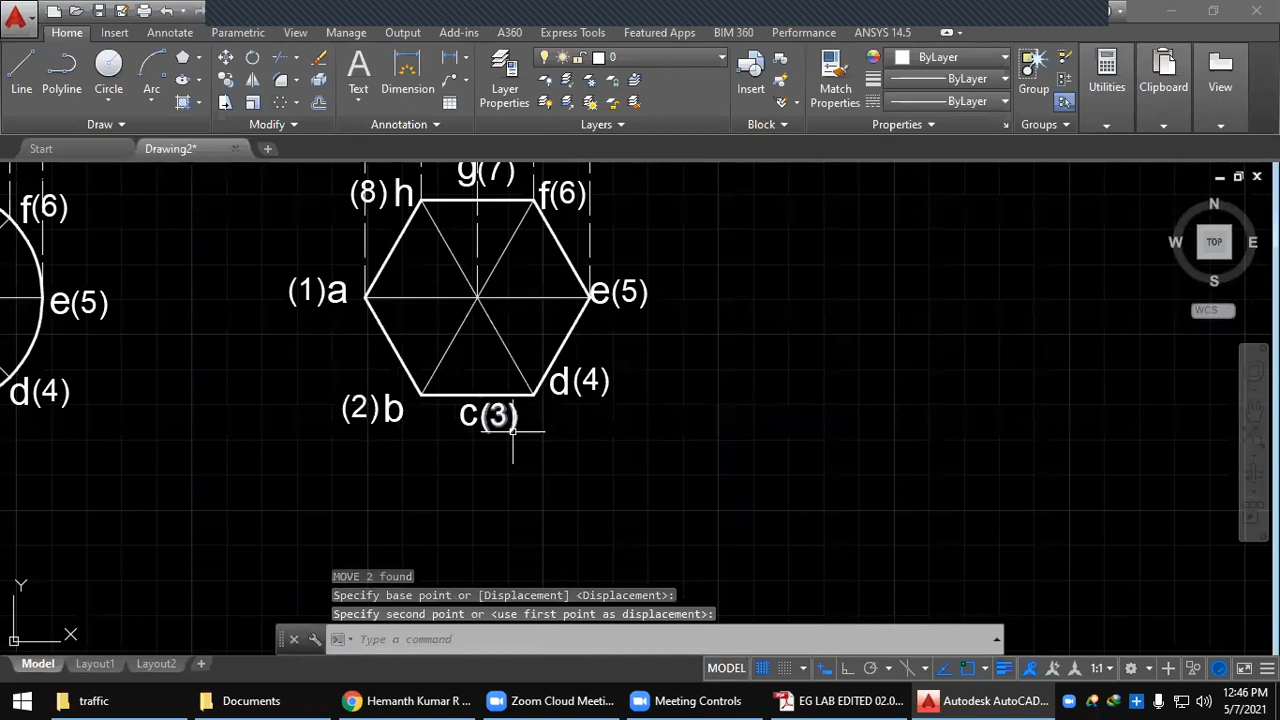 Home Insert Annotate Parametric View Manage Output Add-ins A360 Express Tools Featured Apps BIM 360 Performance ANSYS 14.5
0
ByLayer
ByLayer
ByLayer
Line Polyline Circle Arc Text Dimension Layer Properties Insert Match Properties Group Utilities Clipboard View
Draw Modify Annotation Layers Block Properties Groups
Start Drawing2*
g(7)
(8) h f(6)
f(6)
(1)a e(5)
e(5)
d(4)
d(4)
(2) b c(3)
N
W TOP E
S
WCS
Y
X
MOVE 2 found
Specify base point or [Displacement] <Displacement>:
Specify second point or <use first point as displacement>:
Type a command
Model Layout1 Layout2 MODEL 1:1
traffic Documents Hemanth Kumar R ... Zoom Cloud Meeti... Meeting Controls EG LAB EDITED 02.0... Autodesk AutoCAD... 12:46 PM
5/7/2021